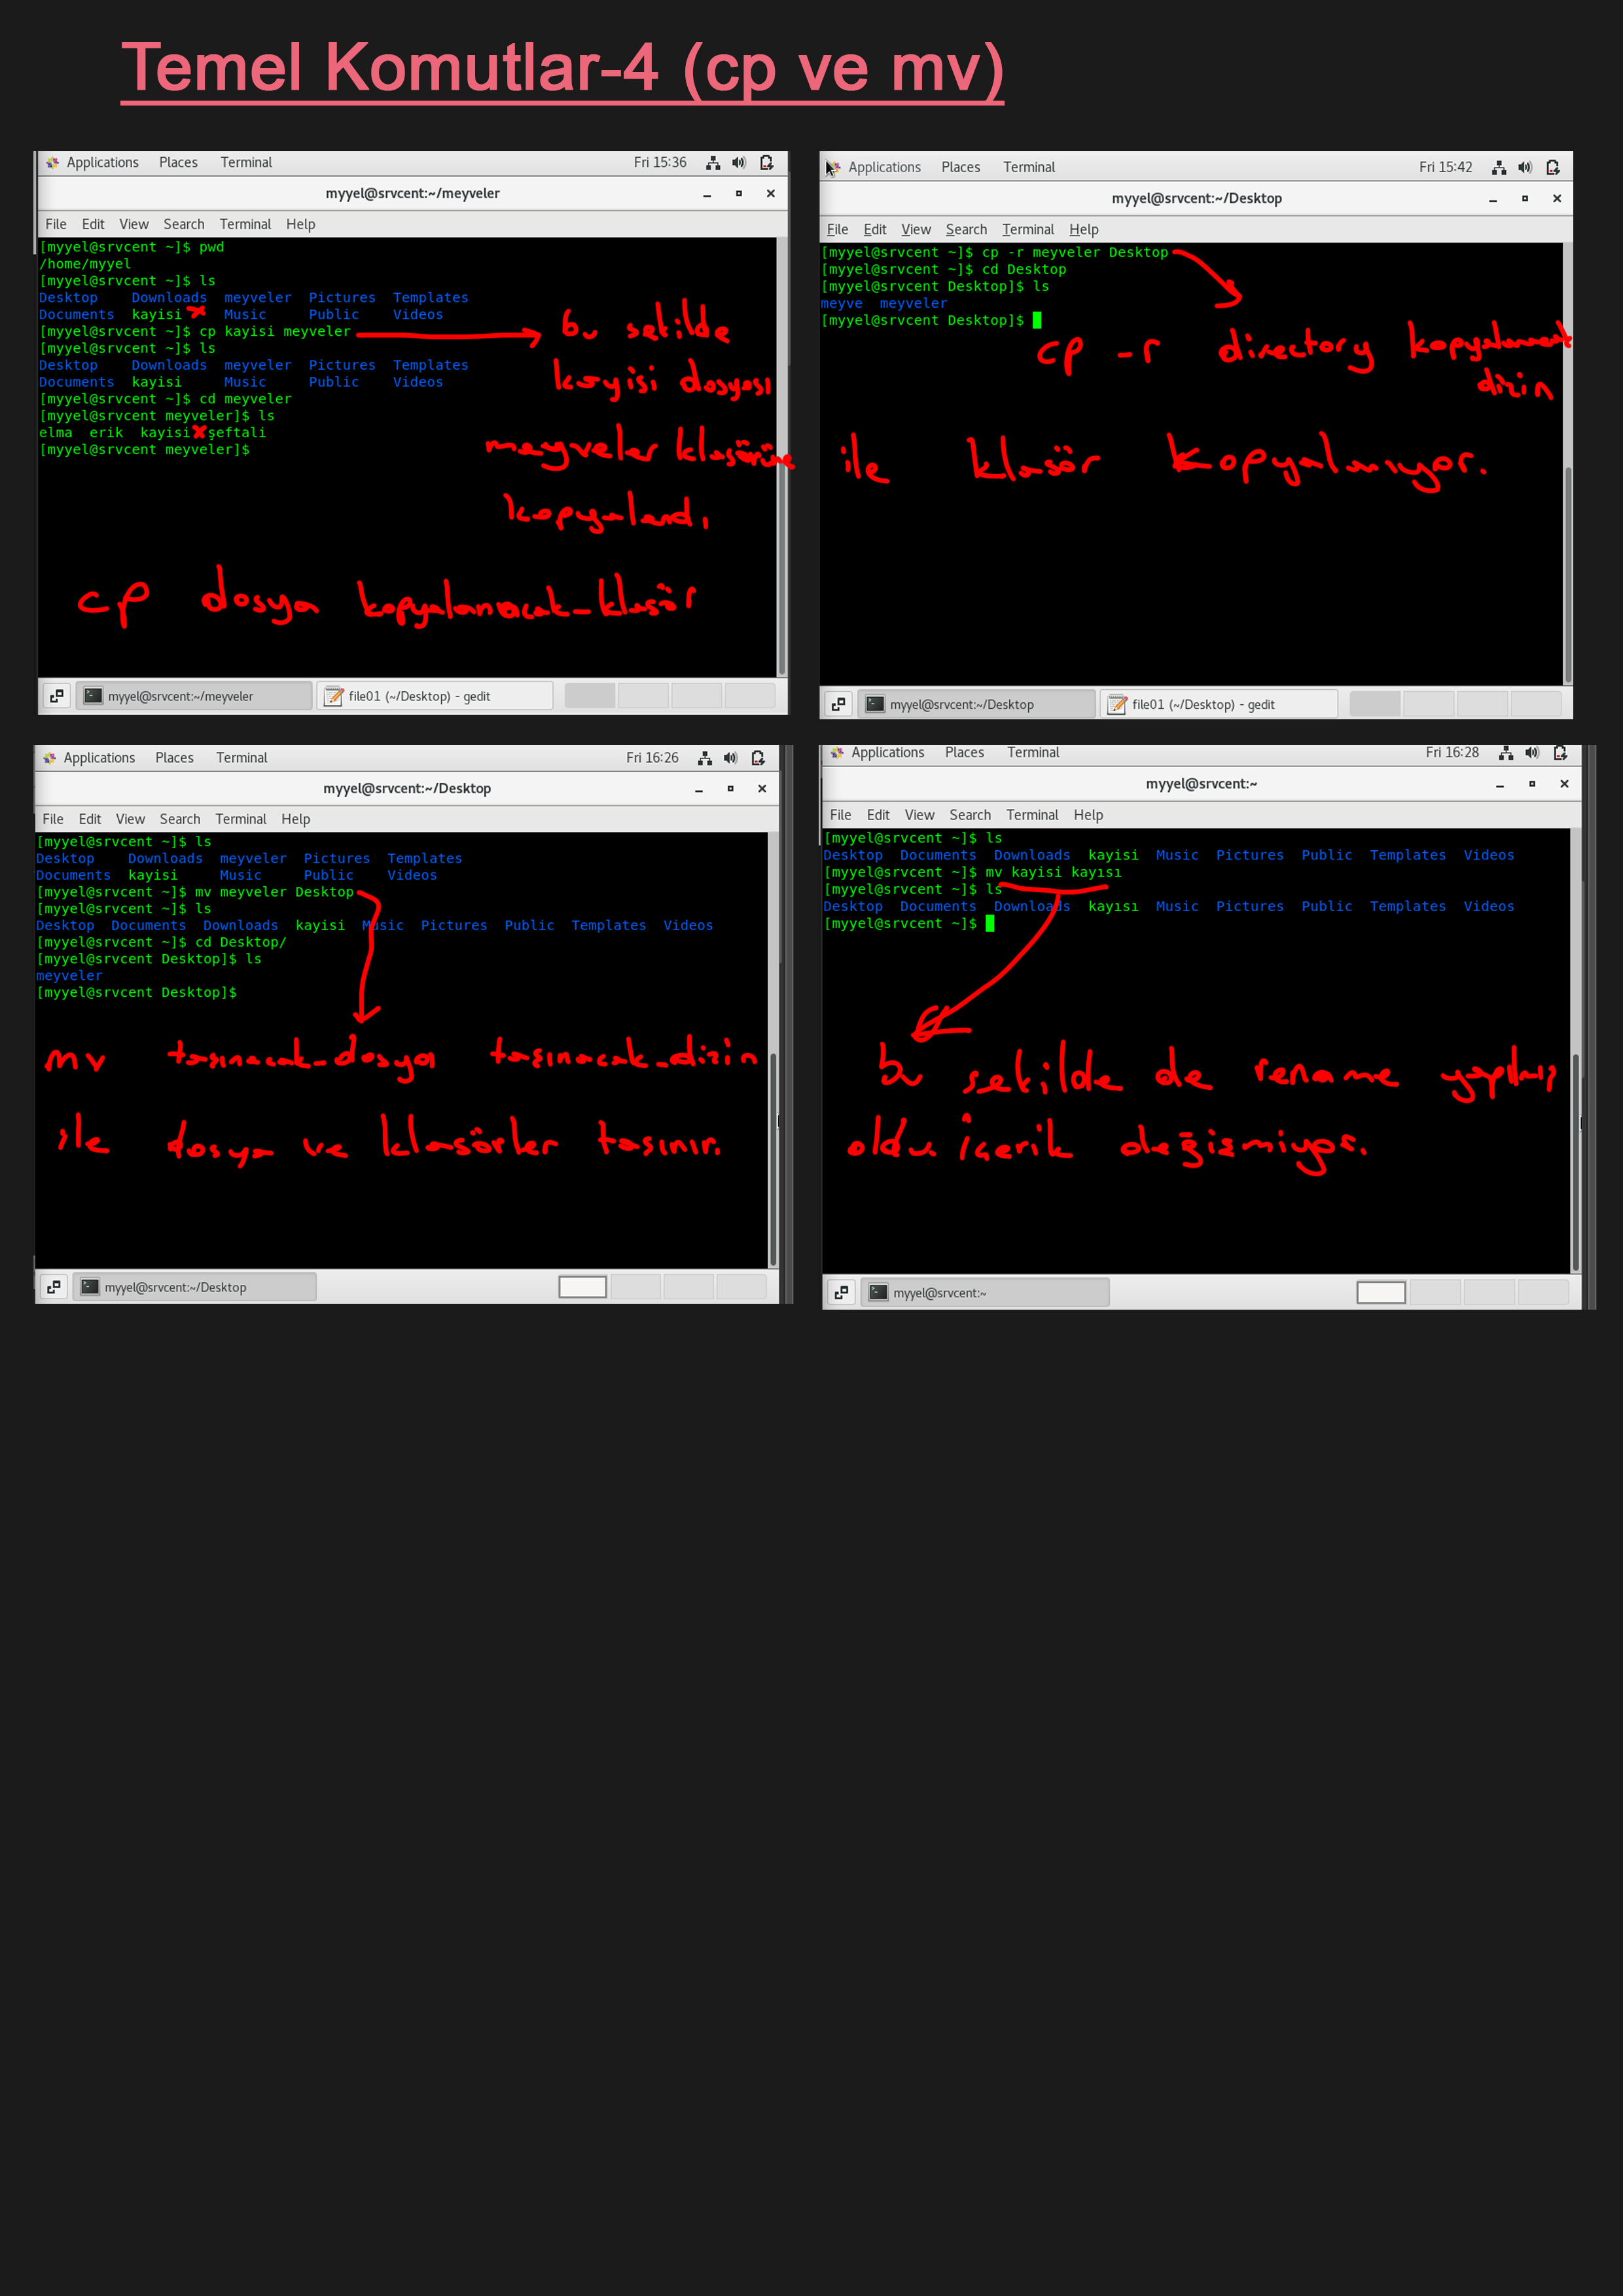 Temel Komutlar-4 (cp ve mv)
Applications Places Terminal Fri 15:36
myyel@srvcent:~/meyveler
File Edit View Search Terminal Help
[myyel@srvcent ~]$ pwd
/home/myyel
[myyel@srvcent ~]$ ls
Desktop Downloads meyveler Pictures Templates
Documents kayisi Music Public Videos
[myyel@srvcent ~]$ cp kayisi meyveler
[myyel@srvcent ~]$ ls
Desktop Downloads meyveler Pictures Templates
Documents kayisi Music Public Videos
[myyel@srvcent ~]$ cd meyveler
[myyel@srvcent meyveler]$ ls
elma erik kayisi şeftali
[myyel@srvcent meyveler]$
bu sekilde
kayisi dosyası
meyveler klasörüne
kopyalandı
cp dosya kopyalanacak_klasör
myyel@srvcent:~/meyveler file01 (~/Desktop) - gedit
Applications Places Terminal Fri 15:42
myyel@srvcent:~/Desktop
File Edit View Search Terminal Help
[myyel@srvcent ~]$ cp -r meyveler Desktop
[myyel@srvcent ~]$ cd Desktop
[myyel@srvcent Desktop]$ ls
meyve meyveler
[myyel@srvcent Desktop]$
cp -r directory kopyalanacak
dizin
ile klasör kopyalanıyor.
myyel@srvcent:~/Desktop file01 (~/Desktop) - gedit
Applications Places Terminal Fri 16:26
myyel@srvcent:~/Desktop
File Edit View Search Terminal Help
[myyel@srvcent ~]$ ls
Desktop Downloads meyveler Pictures Templates
Documents kayisi Music Public Videos
[myyel@srvcent ~]$ mv meyveler Desktop
[myyel@srvcent ~]$ ls
Desktop Documents Downloads kayisi Music Pictures Public Templates Videos
[myyel@srvcent ~]$ cd Desktop/
[myyel@srvcent Desktop]$ ls
meyveler
[myyel@srvcent Desktop]$
mv tasınacak_dosya taşınacak_dizin
ile dosya ve klasörler tasınır.
myyel@srvcent:~/Desktop
Applications Places Terminal Fri 16:28
myyel@srvcent:~
File Edit View Search Terminal Help
[myyel@srvcent ~]$ ls
Desktop Documents Downloads kayisi Music Pictures Public Templates Videos
[myyel@srvcent ~]$ mv kayisi kayısı
[myyel@srvcent ~]$ ls
Desktop Documents Downloads kayısı Music Pictures Public Templates Videos
[myyel@srvcent ~]$
bu sekilde de rename yapılmış
oldu. içerik değişmiyor.
myyel@srvcent:~